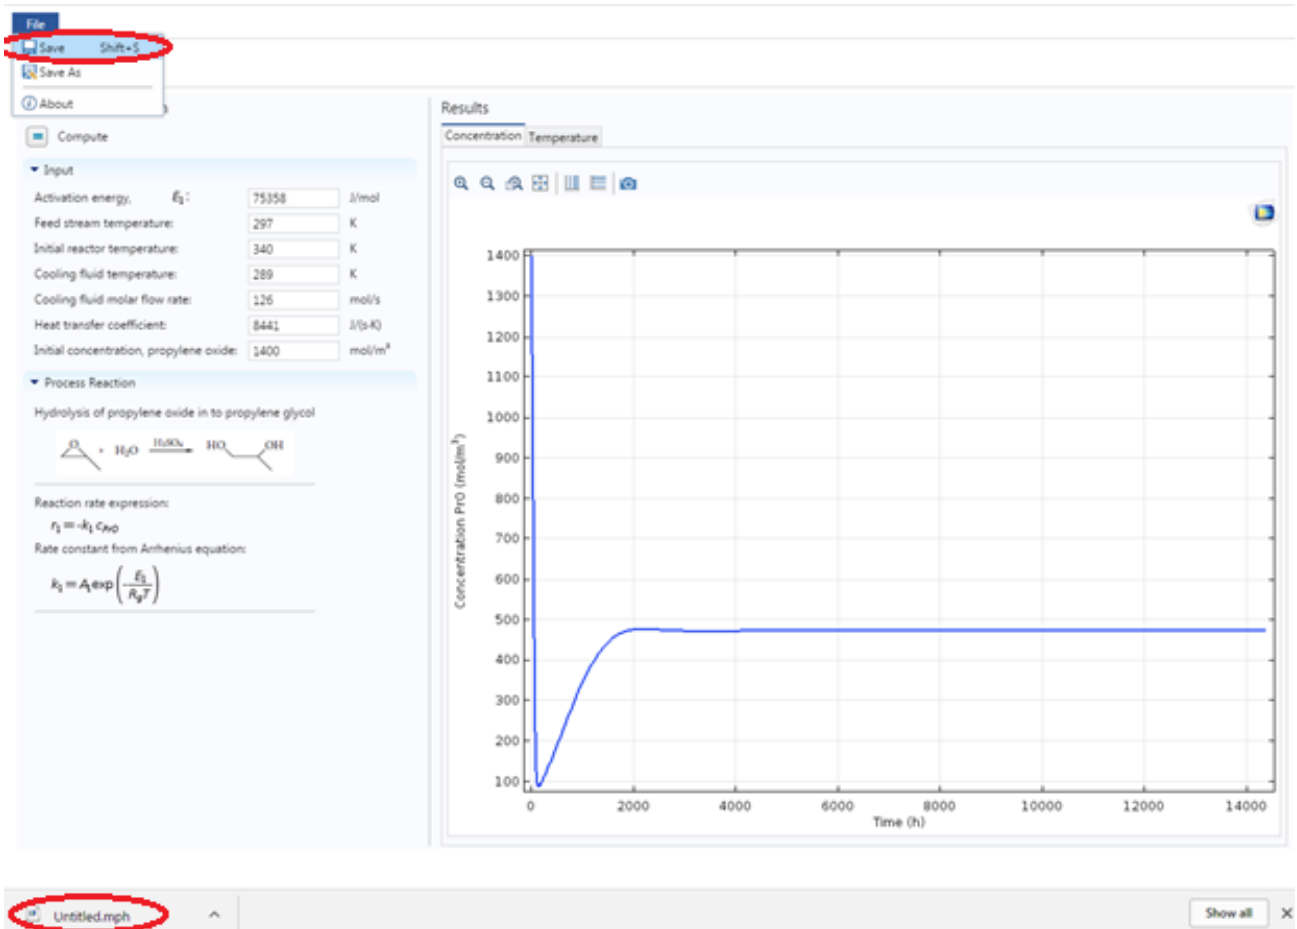 File
Save Shift+S
Save As
About
Compute
Input
Activation energy, E₁: 75358 J/mol
Feed stream temperature: 297 K
Initial reactor temperature: 340 K
Cooling fluid temperature: 289 K
Cooling fluid molar flow rate: 126 mol/s
Heat transfer coefficient: 8441 J/(s·K)
Initial concentration, propylene oxide: 1400 mol/m³
Process Reaction
Hydrolysis of propylene oxide in to propylene glycol
O + H₂O H₂SO₄ HO OH
Reaction rate expression:
r₁ = -k₁ c_PrO
Rate constant from Arrhenius equation:
k₁ = A₁ exp(-E₁/(R_gT))
Results
Concentration Temperature
1400
1300
1200
1100
1000
900
800
700
600
500
400
300
200
100
Concentration PrO (mol/m³)
0 2000 4000 6000 8000 10000 12000 14000
Time (h)
Untitled.mph
Show all